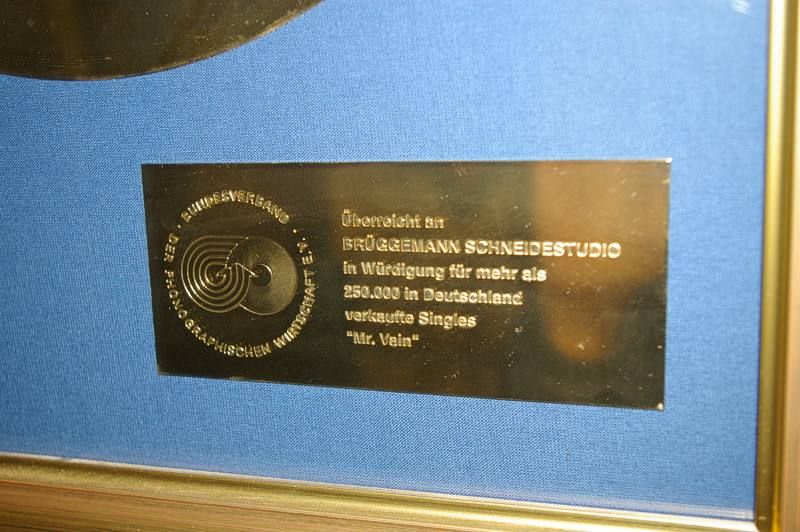 BUNDESVERBAND · DER PHONOGRAPHISCHEN WIRTSCHAFT E.V. ·
Überreicht an
BRÜGGEMANN SCHNEIDESTUDIO
in Würdigung für mehr als
250.000 in Deutschland
verkaufte Singles
"Mr. Vain"